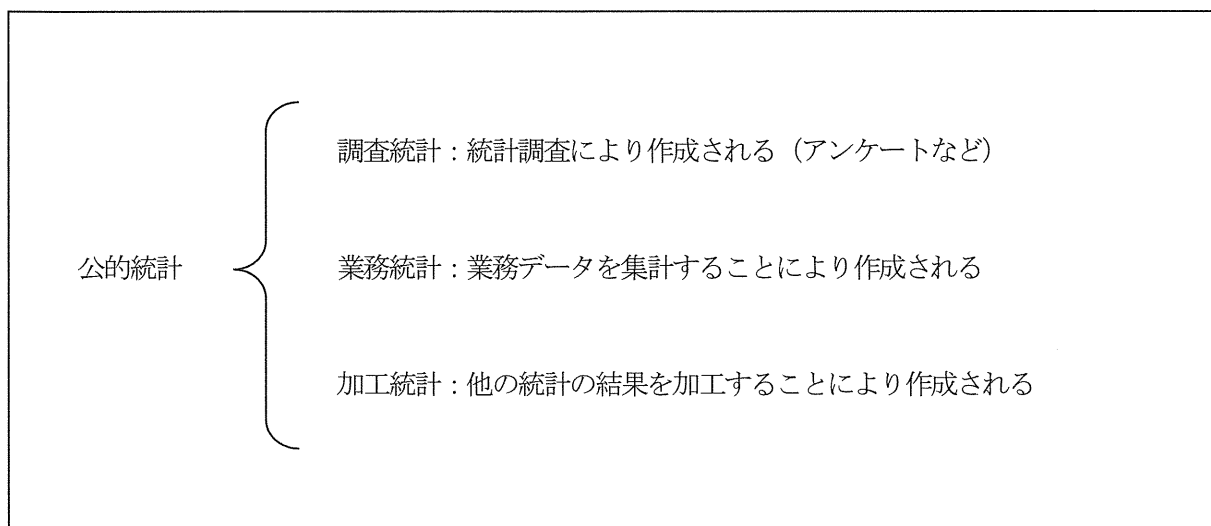 調査統計：統計調査により作成される（アンケートなど）
公的統計
業務統計：業務データを集計することにより作成される
加工統計：他の統計の結果を加工することにより作成される